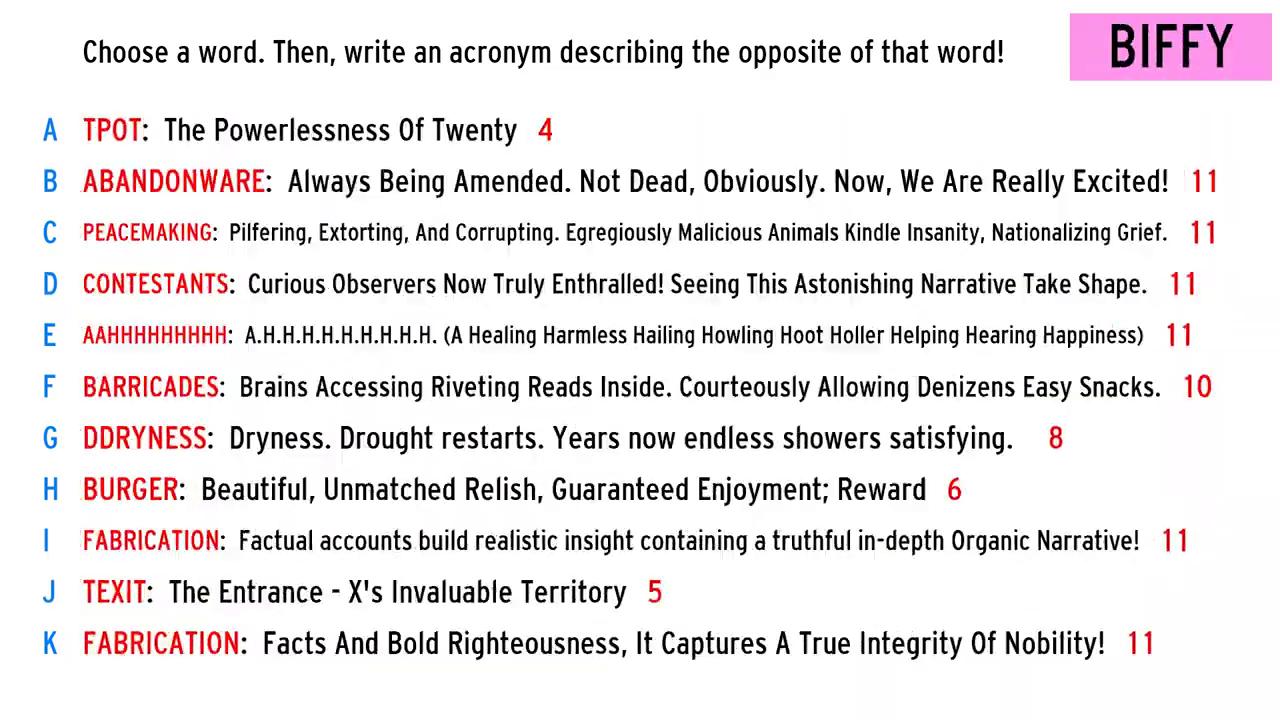 Choose a word. Then, write an acronym describing the opposite of that word!
BIFFY
A TPOT: The Powerlessness Of Twenty 4
B ABANDONWARE: Always Being Amended. Not Dead, Obviously. Now, We Are Really Excited! 11
C PEACEMAKING: Pilfering, Extorting, And Corrupting. Egregiously Malicious Animals Kindle Insanity, Nationalizing Grief. 11
D CONTESTANTS: Curious Observers Now Truly Enthralled! Seeing This Astonishing Narrative Take Shape. 11
E AAHHHHHHHHH: A.H.H.H.H.H.H.H.H.H. (A Healing Harmless Hailing Howling Hoot Holler Helping Hearing Happiness) 11
F BARRICADES: Brains Accessing Riveting Reads Inside. Courteously Allowing Denizens Easy Snacks. 10
G DDRYNESS: Dryness. Drought restarts. Years now endless showers satisfying. 8
H BURGER: Beautiful, Unmatched Relish, Guaranteed Enjoyment; Reward 6
I FABRICATION: Factual accounts build realistic insight containing a truthful in-depth Organic Narrative! 11
J TEXIT: The Entrance - X's Invaluable Territory 5
K FABRICATION: Facts And Bold Righteousness, It Captures A True Integrity Of Nobility! 11